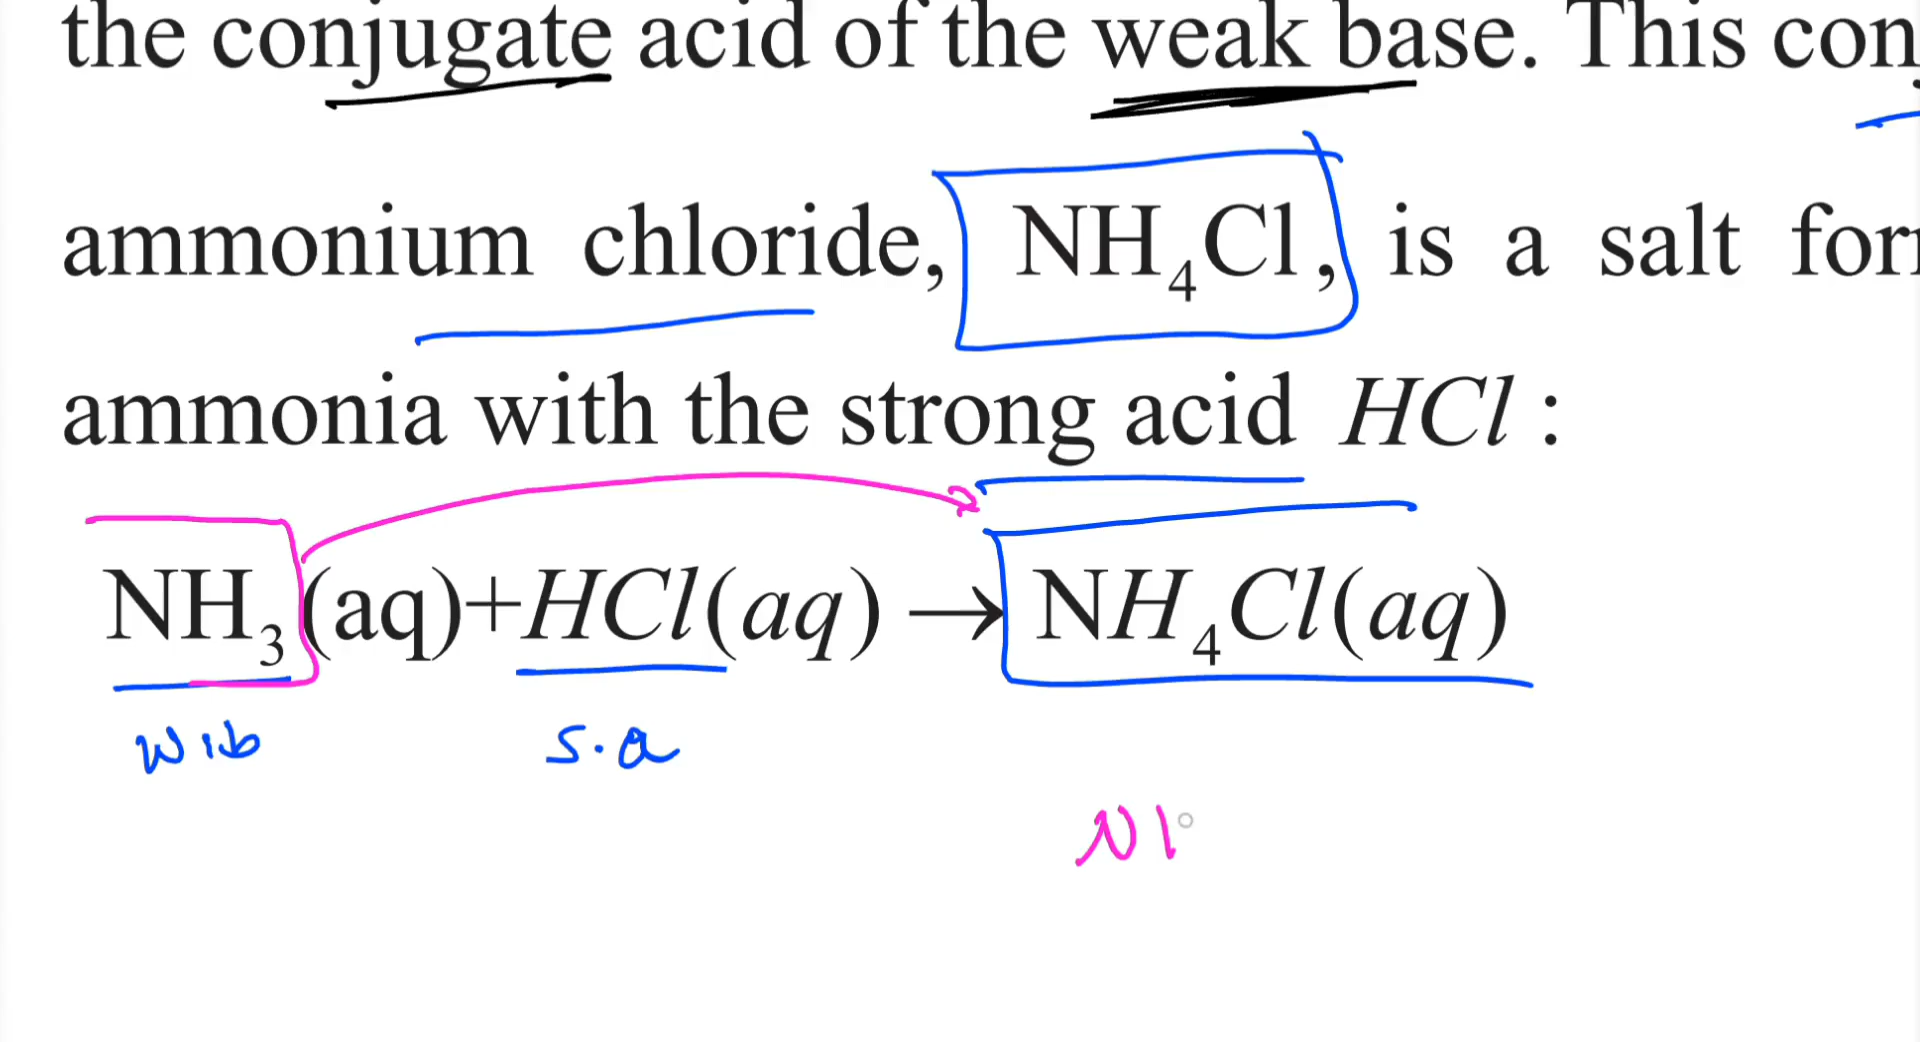 the conjugate acid of the weak base. This con
ammonium chloride, NH₄Cl, is a salt for
ammonia with the strong acid HCl :
NH₃(aq)+HCl(aq) → NH₄Cl(aq)
w.b s.a
N